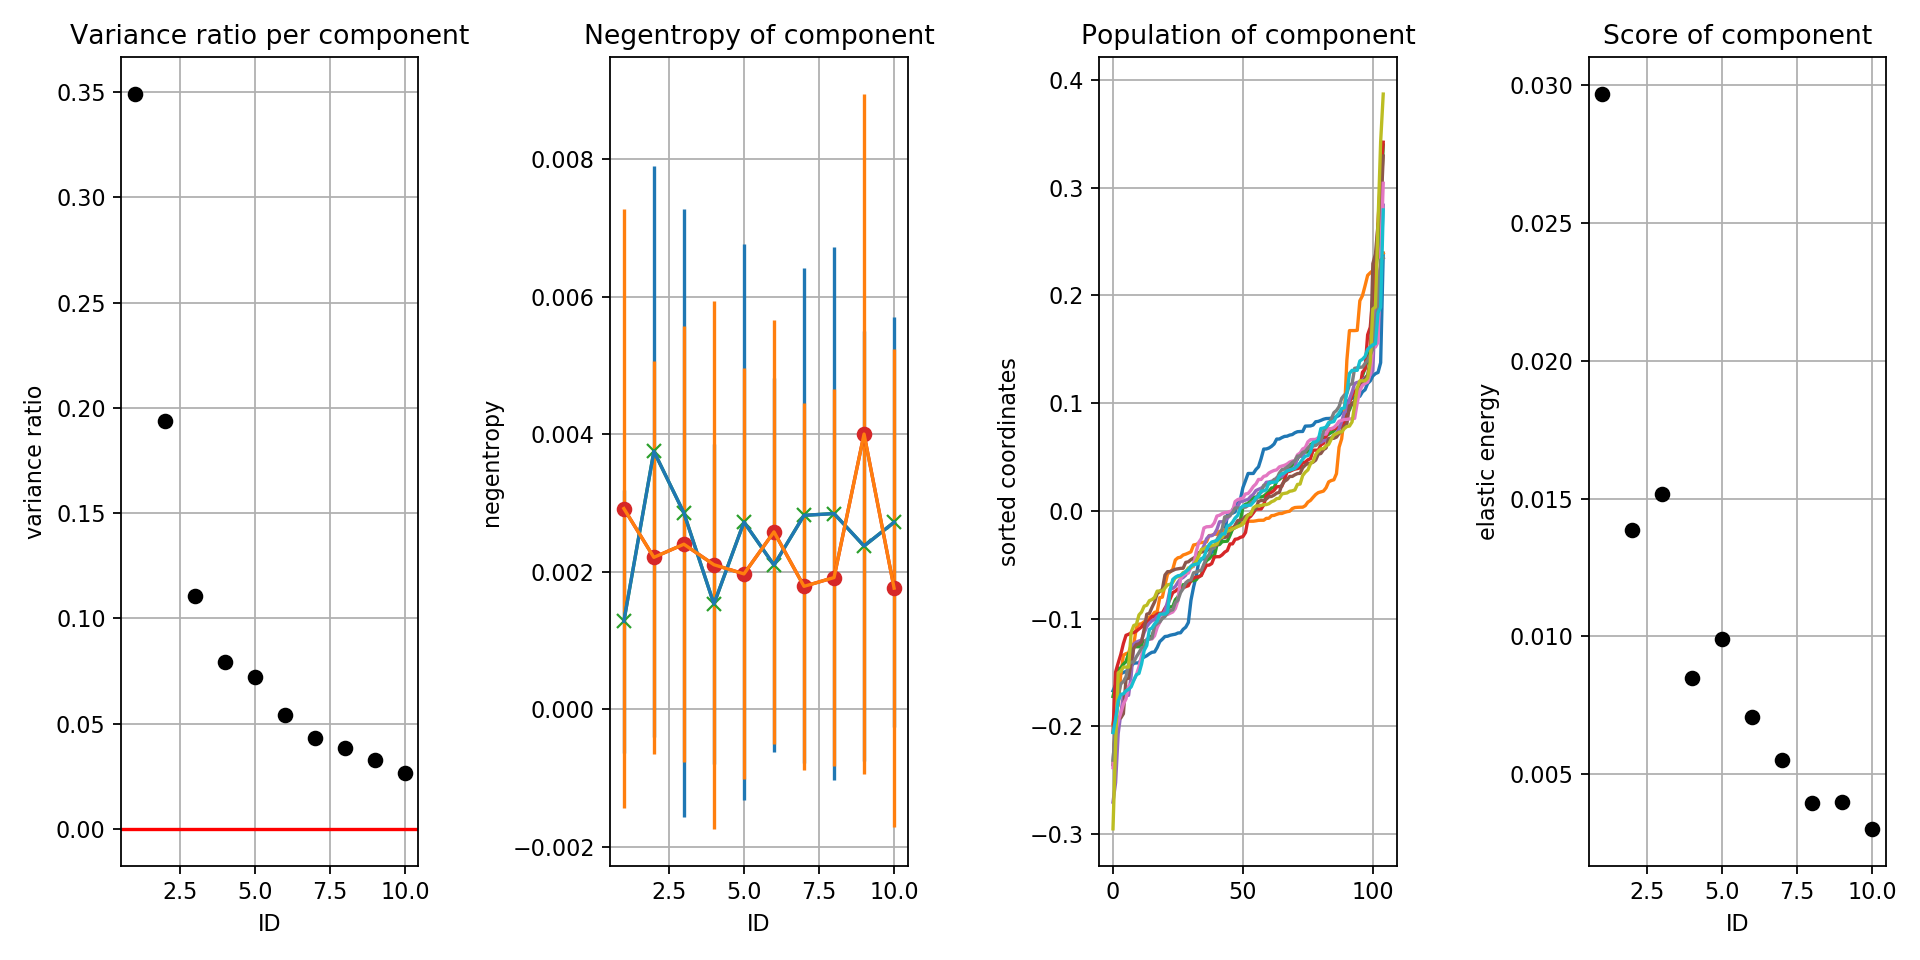 Variance ratio per component
variance ratio
0.35
0.30
0.25
0.20
0.15
0.10
0.05
0.00
2.5 5.0 7.5 10.0
ID
Negentropy of component
negentropy
0.008
0.006
0.004
0.002
0.000
−0.002
2.5 5.0 7.5 10.0
ID
Population of component
sorted coordinates
0.4
0.3
0.2
0.1
0.0
−0.1
−0.2
−0.3
0 50 100
Score of component
elastic energy
0.030
0.025
0.020
0.015
0.010
0.005
2.5 5.0 7.5 10.0
ID